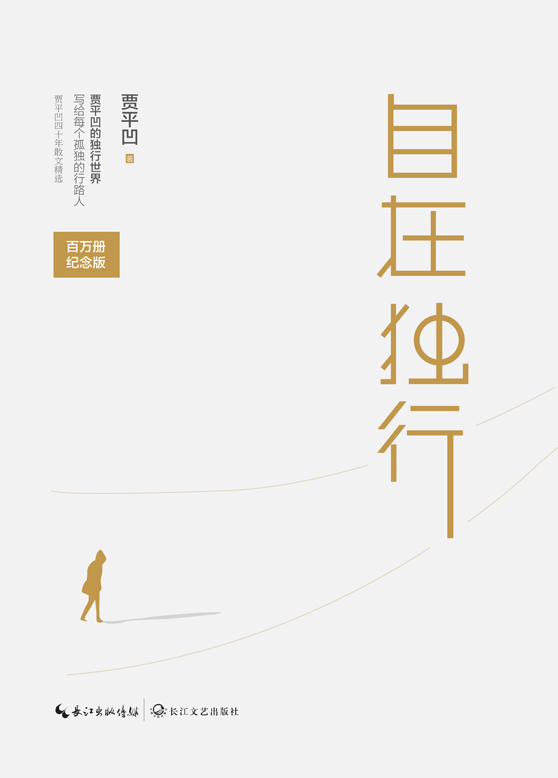 自在独行
贾平凹 著
贾平凹的独行世界
写给每个孤独的行路人
贾平凹四十年散文精选
百万册
纪念版
长江出版传媒
长江文艺出版社